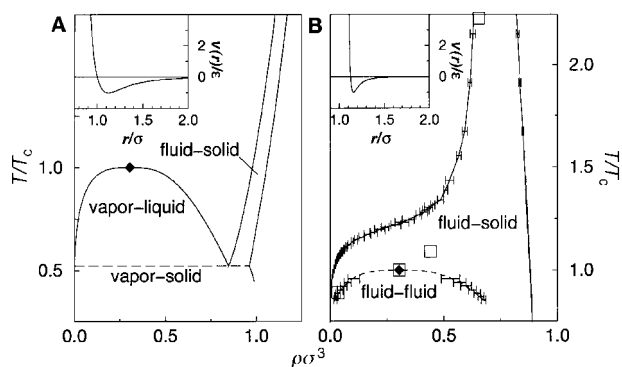 A
B
2
0
v(r)/ε
1.0
1.5
2.0
r/σ
2
0
v(r)/ε
1.0
1.5
2.0
r/σ
T/Tc
1.0
0.5
fluid–solid
vapor–liquid
vapor–solid
0.0
0.5
1.0
fluid–solid
fluid–fluid
2.0
1.5
1.0
T/Tc
0.0
0.5
1.0
ρσ³